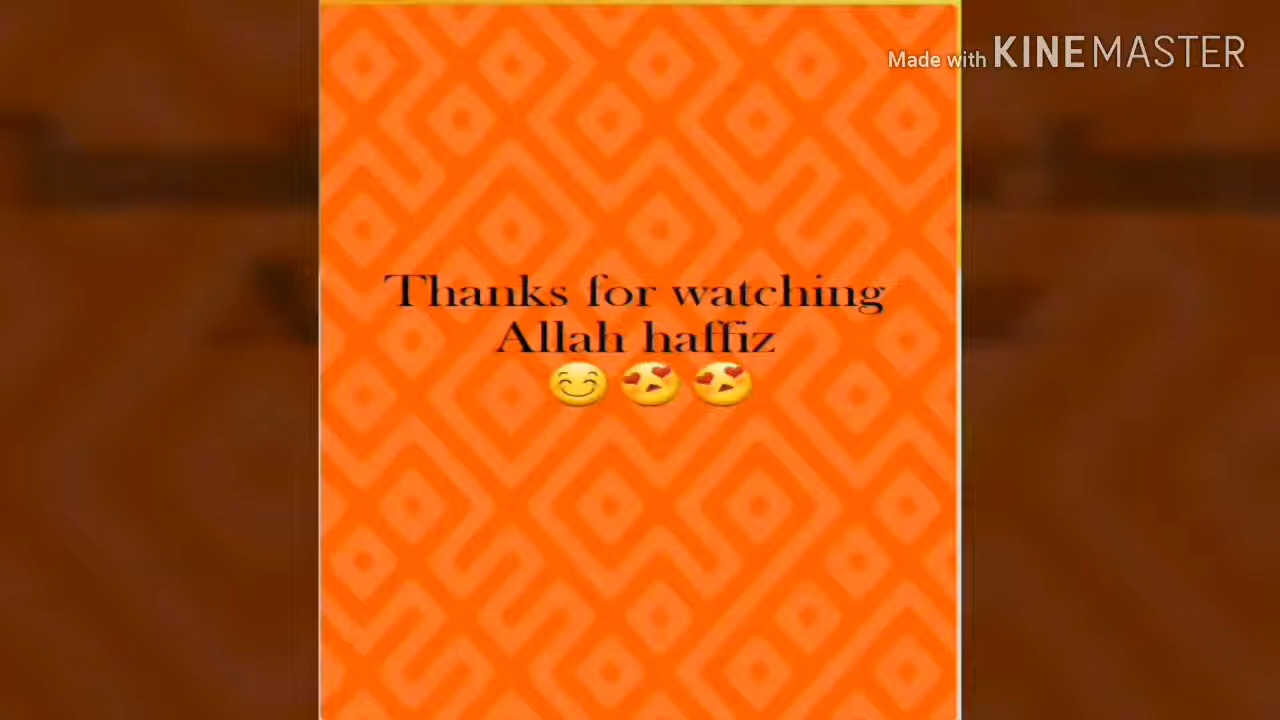 Made with KINEMASTER
Thanks for watching
Allah haffiz
😊 😍 😍